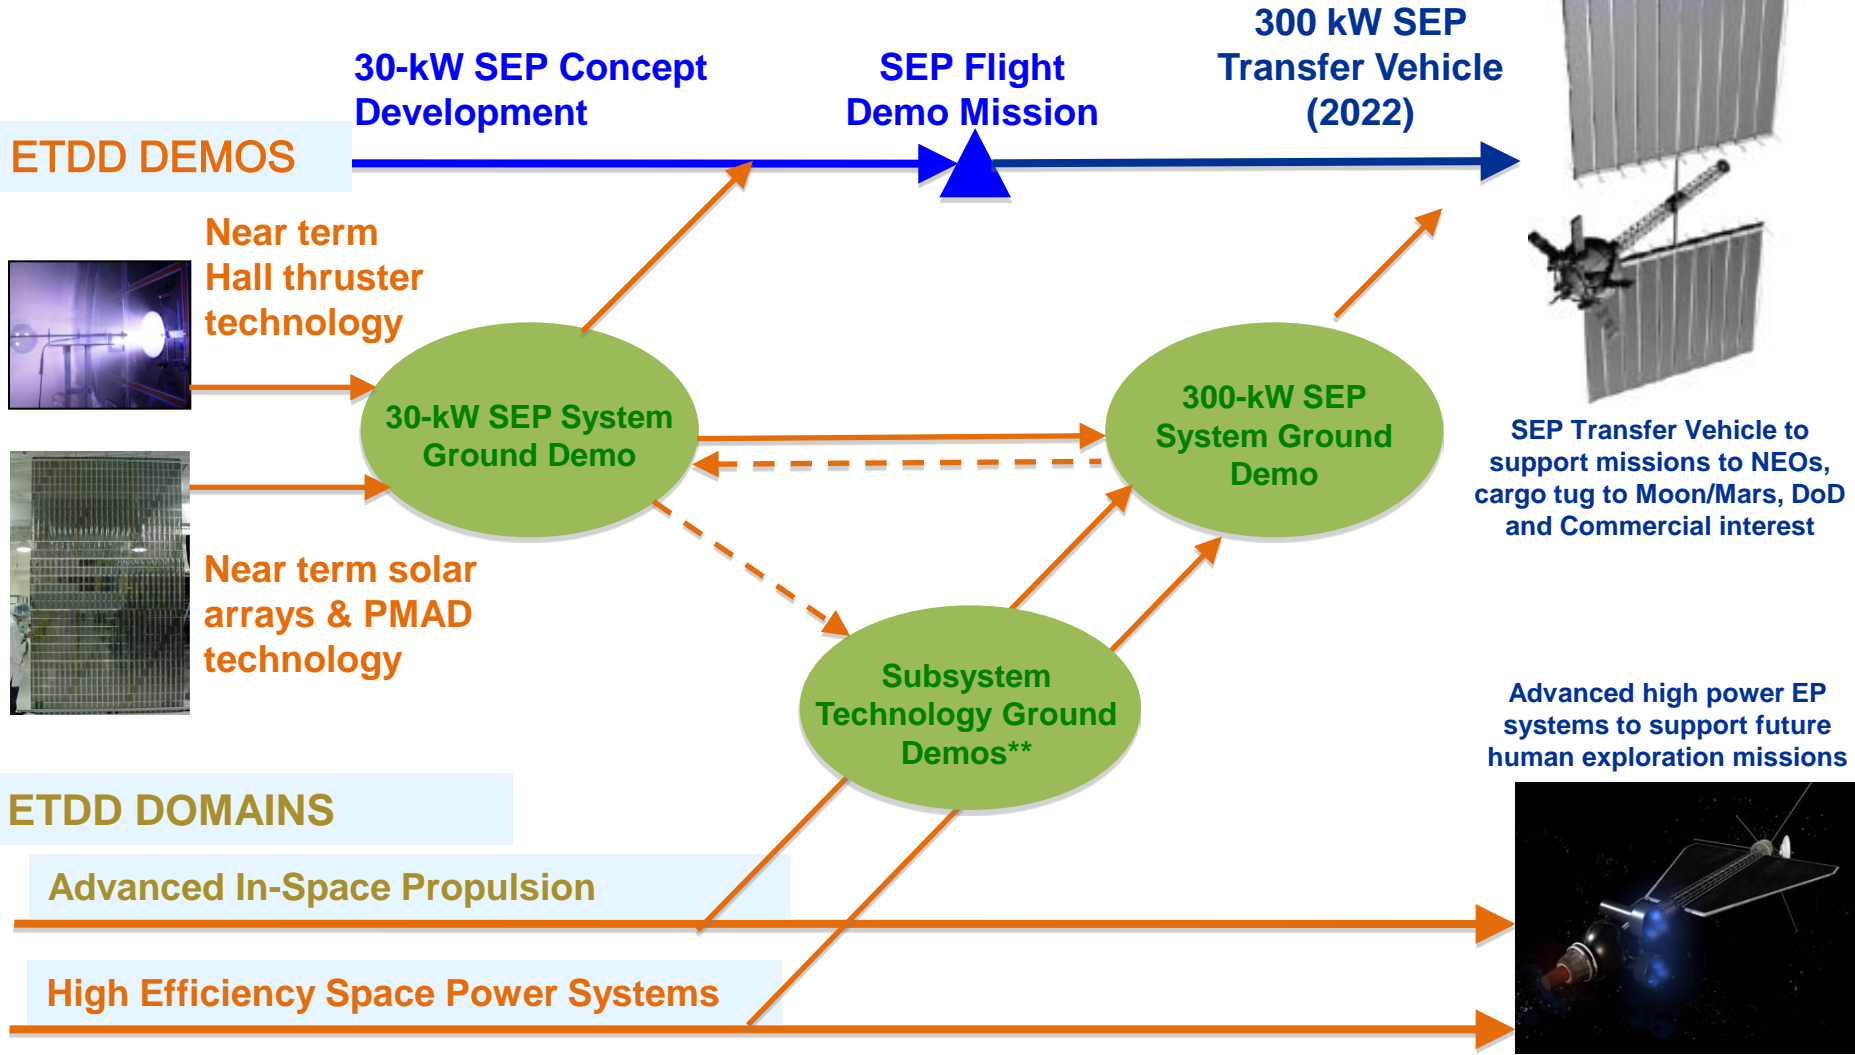 30-kW SEP Concept
Development
SEP Flight
Demo Mission
300 kW SEP
Transfer Vehicle
(2022)
ETDD DEMOS
Near term
Hall thruster
technology
30-kW SEP System
Ground Demo
300-kW SEP
System Ground
Demo
SEP Transfer Vehicle to
support missions to NEOs,
cargo tug to Moon/Mars, DoD
and Commercial interest
Near term solar
arrays & PMAD
technology
Subsystem
Technology Ground
Demos**
Advanced high power EP
systems to support future
human exploration missions
ETDD DOMAINS
Advanced In-Space Propulsion
High Efficiency Space Power Systems